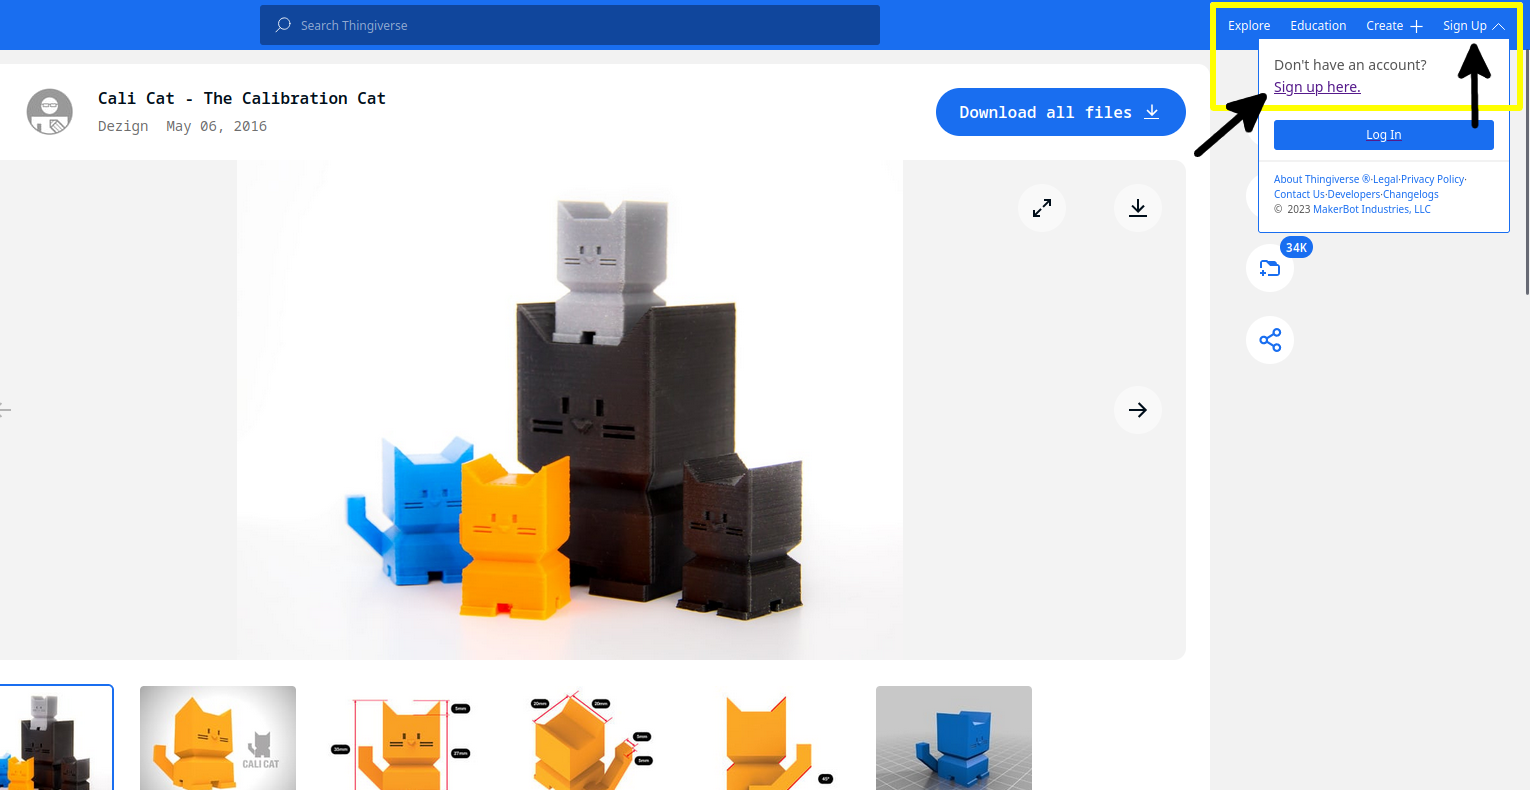 Search Thingiverse
Explore Education Create Sign Up
Don't have an account?
Sign up here.
Log In
About Thingiverse ®·Legal·Privacy Policy·
Contact Us·Developers·Changelogs
© 2023 MakerBot Industries, LLC
Cali Cat - The Calibration Cat
Dezign May 06, 2016
Download all files
34K
CALI CAT
35mm
5mm
27mm
20mm
20mm
5mm
5mm
45°